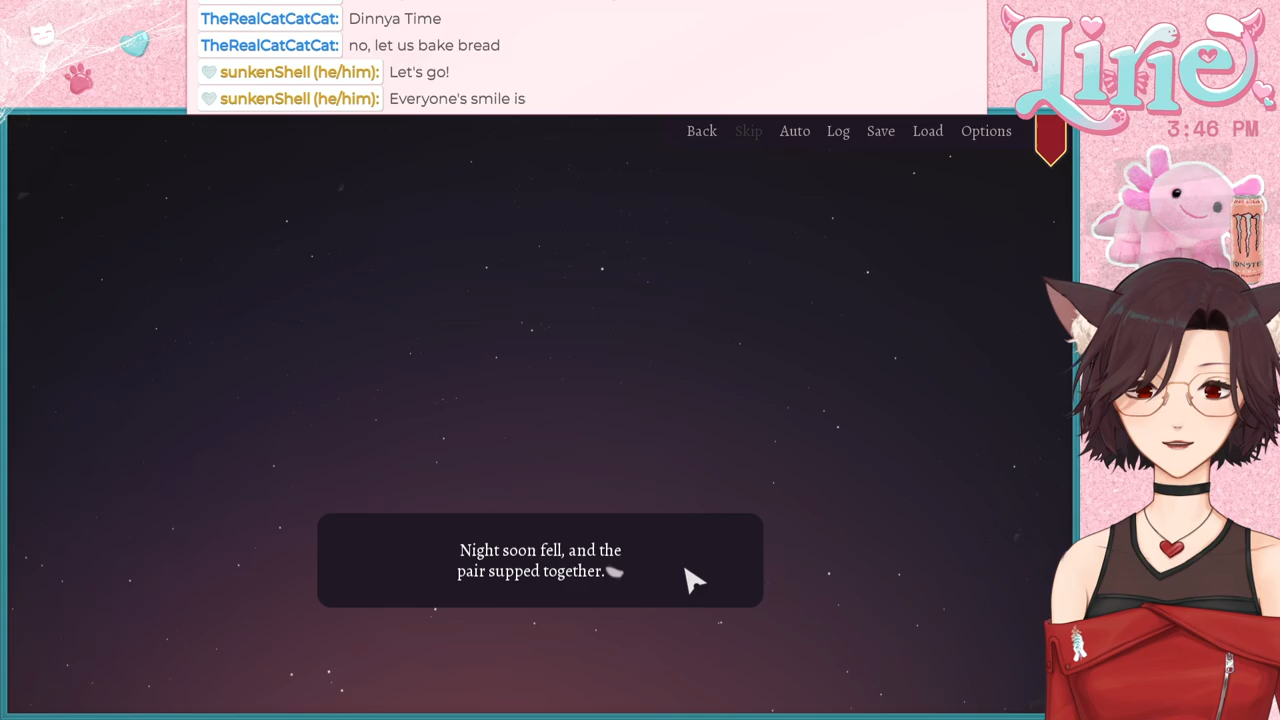 TheRealCatCatCat: Dinnya Time
TheRealCatCatCat: no, let us bake bread
sunkenShell (he/him): Let's go!
sunkenShell (he/him): Everyone's smile is
Lirie
3:46 PM
Back Skip Auto Log Save Load Options
MONSTER
Night soon fell, and the
pair supped together.